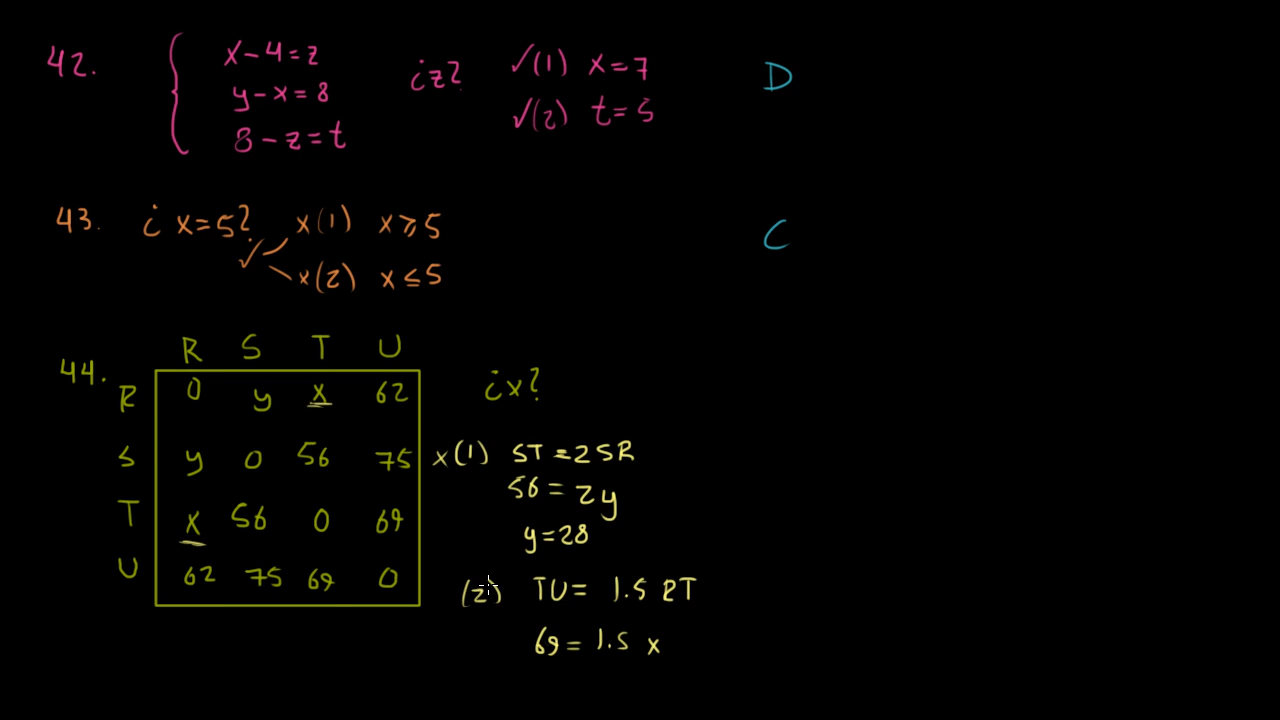 42. x-4=z ¿z? √(1) x=7 D
y-x=8 √(2) t=5
8-z=t
43. ¿x=5? x(1) x≥5 C
√ x(2) x≤5
44. R S T U
R 0 y x 62 ¿x?
S y 0 56 75 x(1) ST=2SR
T x 56 0 69 56=2y
y=28
U 62 75 69 0 (2) TU= 1.5 RT
69=1.5 x